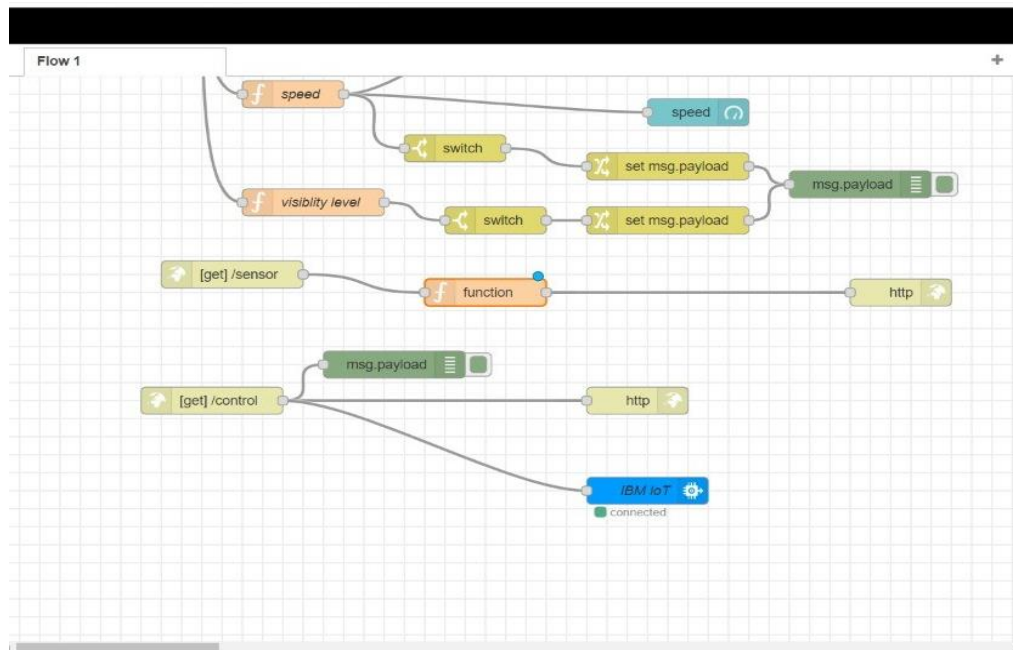 Flow 1
speed
speed
switch
set msg.payload
msg.payload
visiblity level
switch
set msg.payload
[get] /sensor
function
http
msg.payload
[get] /control
http
IBM IoT
connected